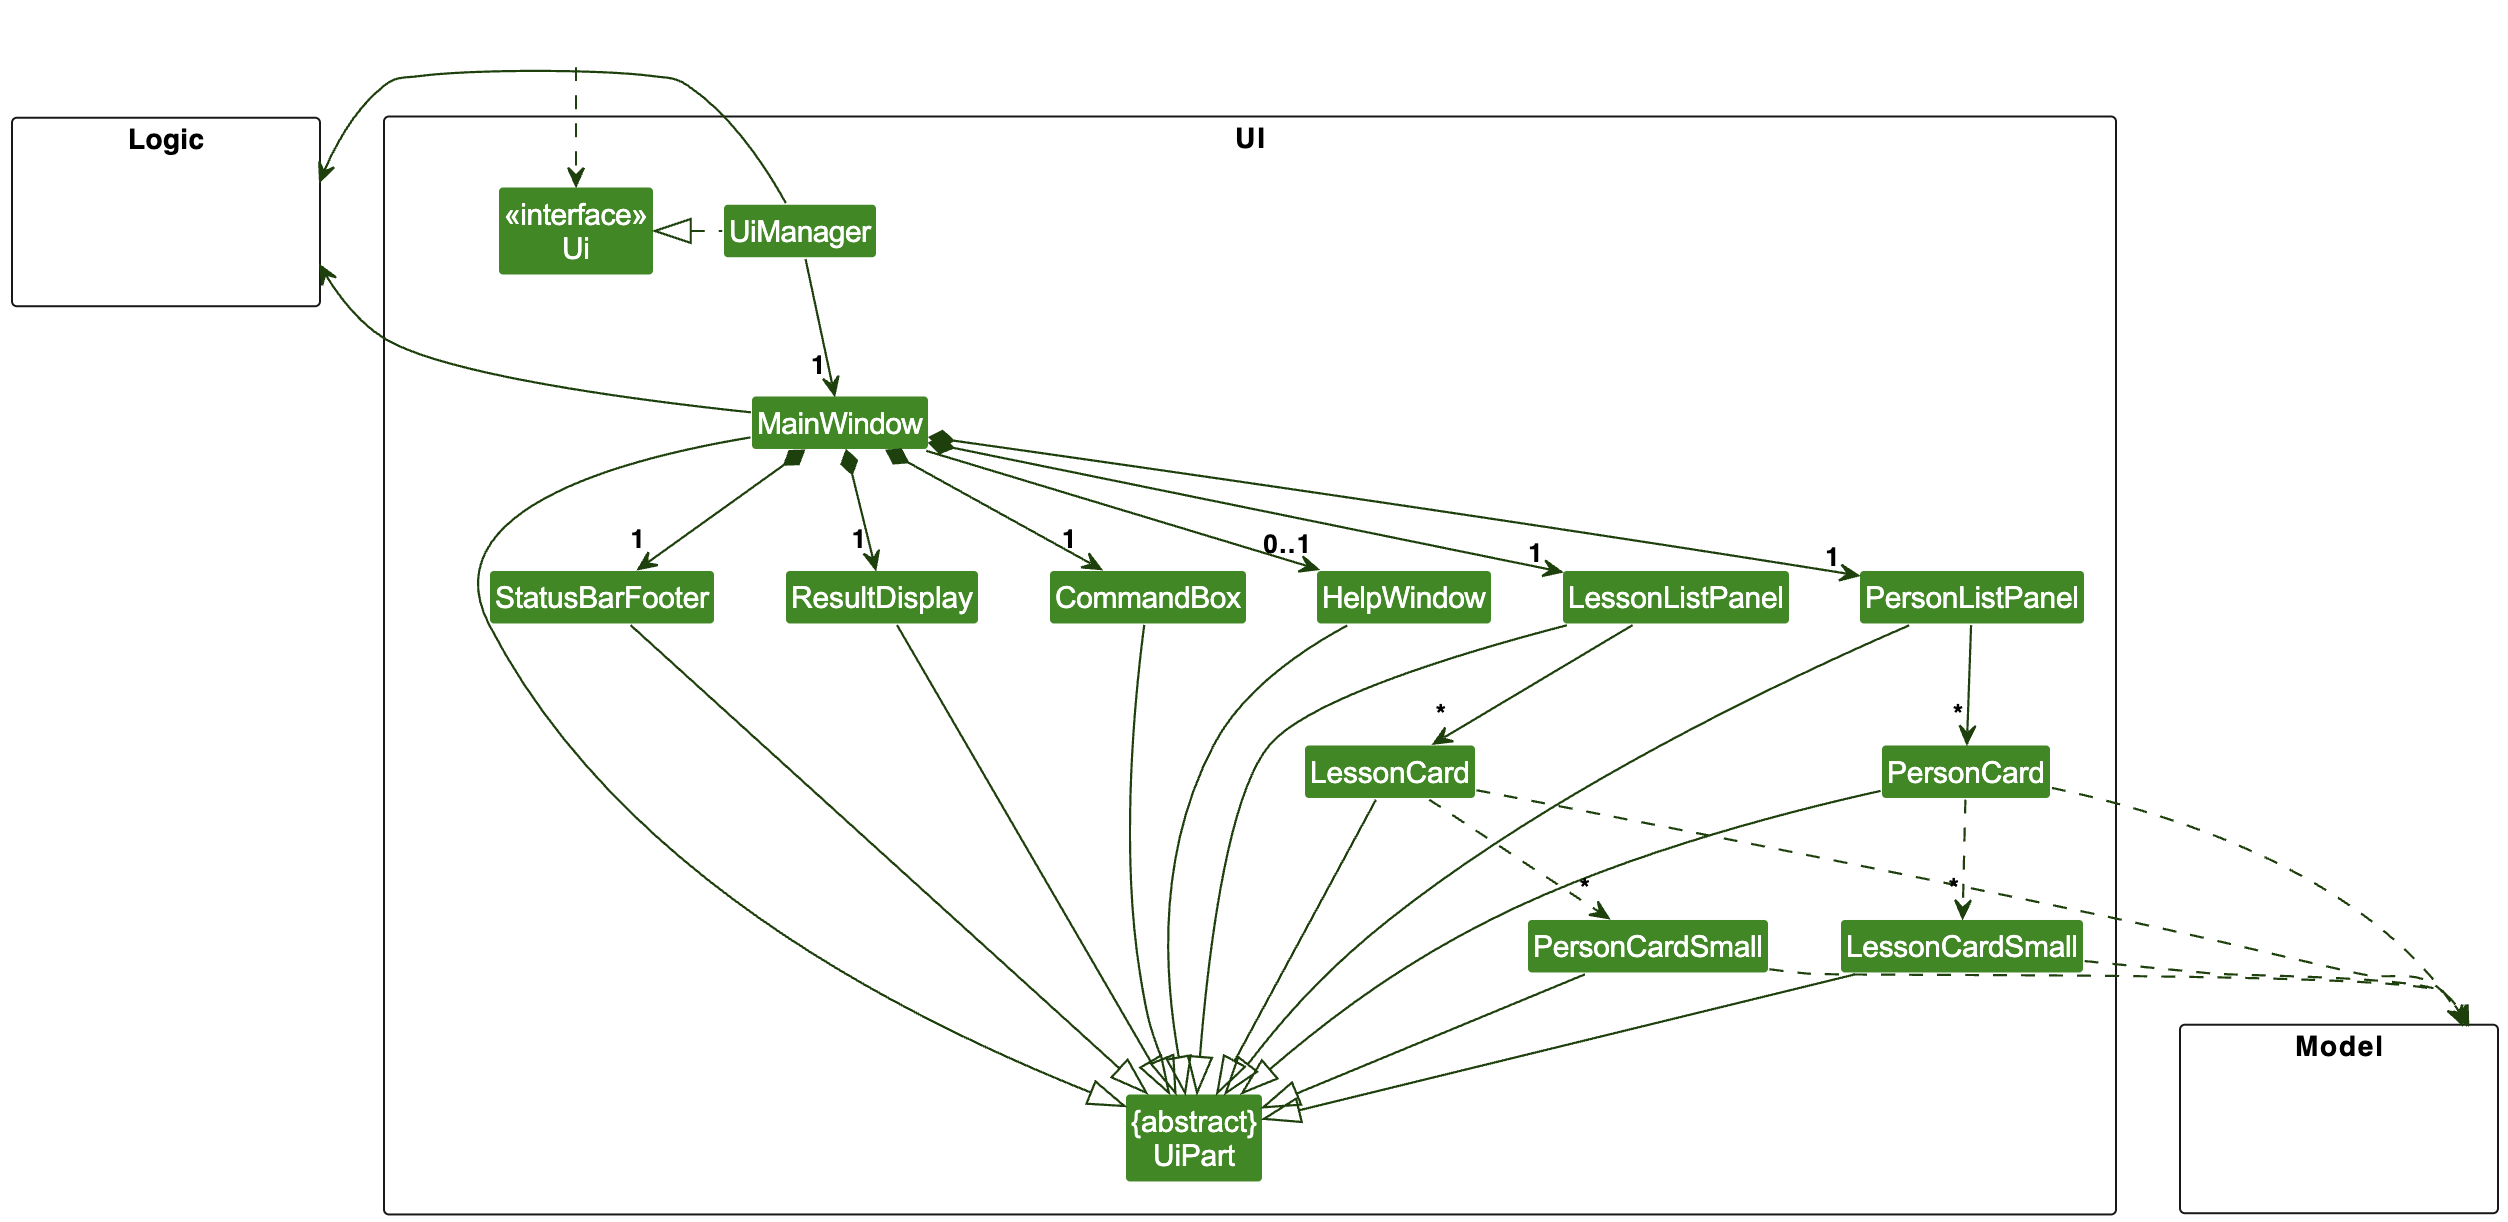 Logic
UI
«interface»
Ui
UiManager
1
MainWindow
1
1
1
0..1
1
1
StatusBarFooter
ResultDisplay
CommandBox
HelpWindow
LessonListPanel
PersonListPanel
*
*
LessonCard
PersonCard
*
*
PersonCardSmall
LessonCardSmall
Model
{abstract}
UiPart